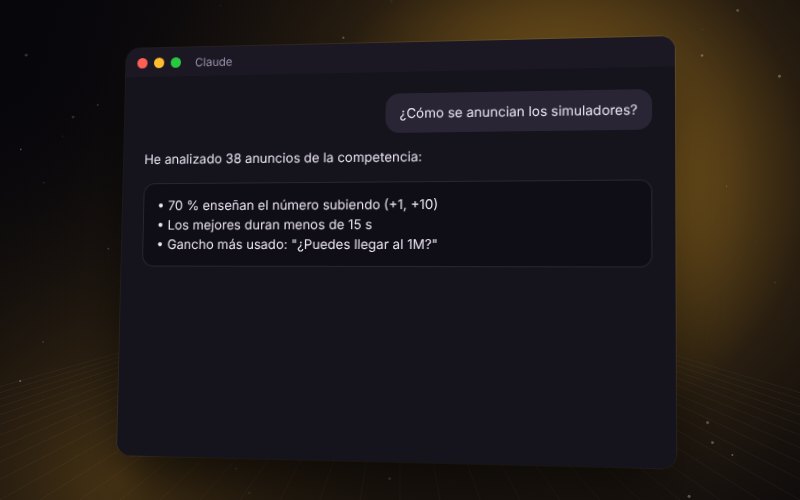 Claude
¿Cómo se anuncian los simuladores?
He analizado 38 anuncios de la competencia:
• 70 % enseñan el número subiendo (+1, +10)
• Los mejores duran menos de 15 s
• Gancho más usado: "¿Puedes llegar al 1M?"